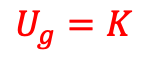 U_g = K